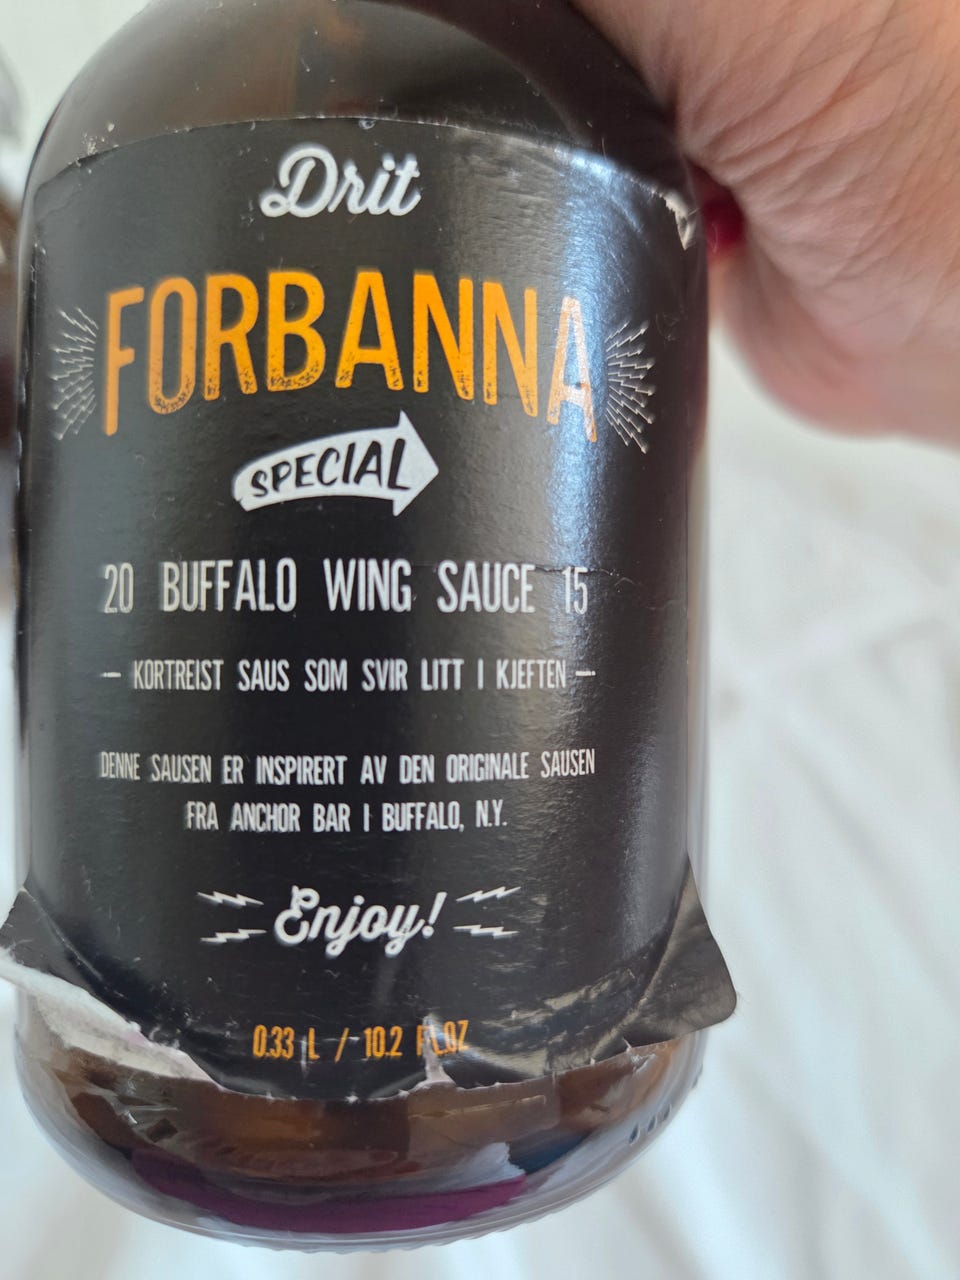 Drit
FORBANNA
SPECIAL
20 BUFFALO WING SAUCE 15
— KORTREIST SAUS SOM SVIR LITT I KJEFTEN —
DENNE SAUSEN ER INSPIRERT AV DEN ORIGINALE SAUSEN
FRA ANCHOR BAR I BUFFALO, N.Y.
Enjoy!
0.33 L / 10.2 FL.OZ